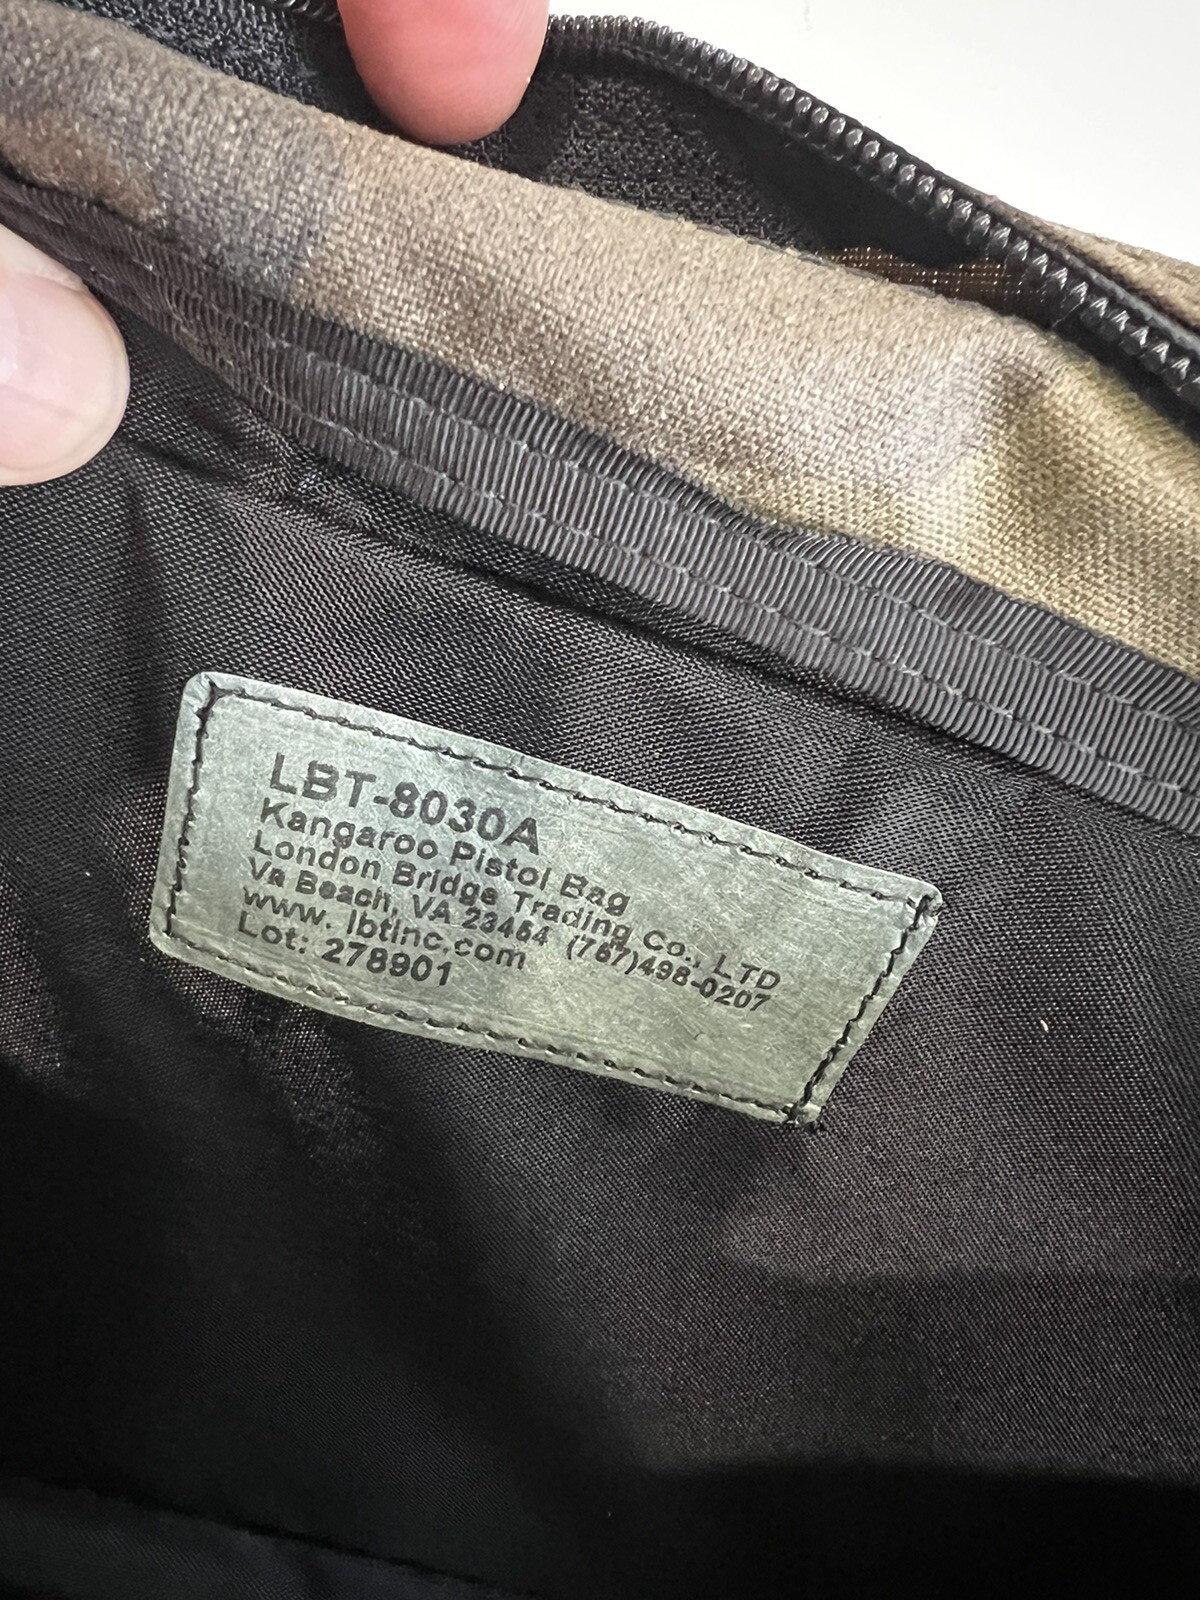 LBT-8030A
Kangaroo Pistol Bag
London Bridge Trading Co., LTD
Va Beach, VA 23454 (757)498-0207
www. lbtinc.com
Lot: 278901